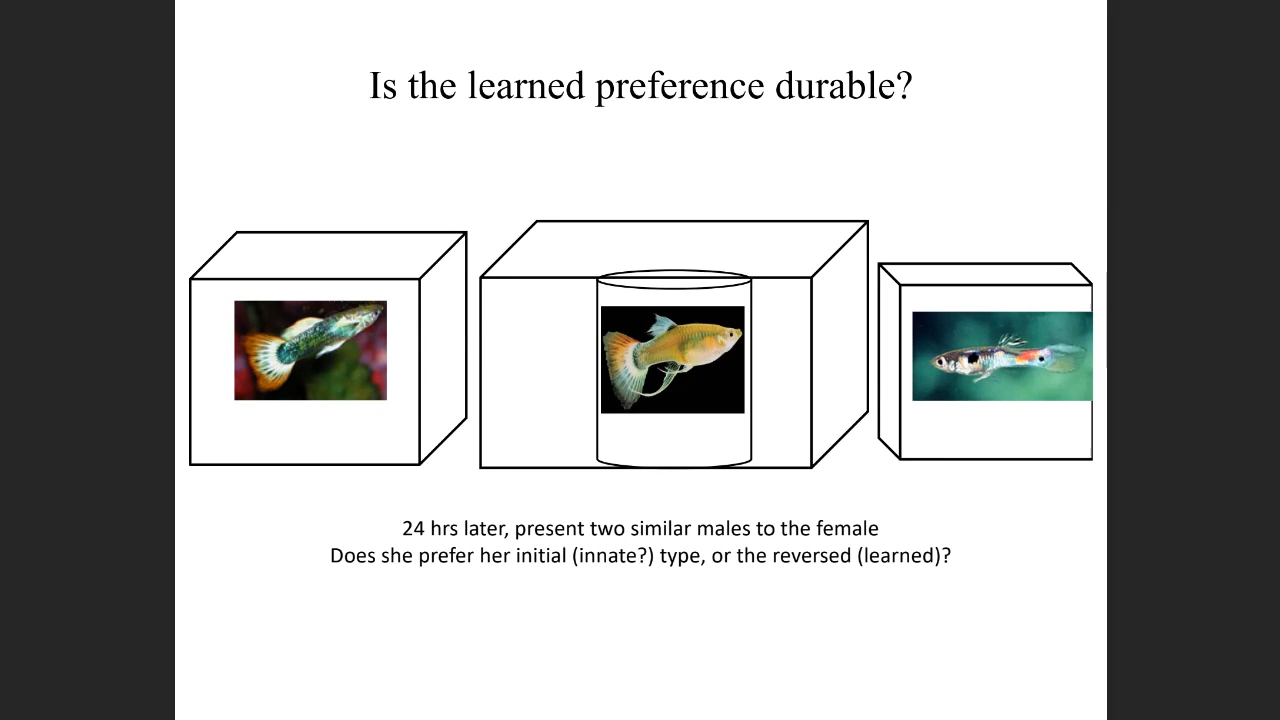 Is the learned preference durable?
24 hrs later, present two similar males to the female
Does she prefer her initial (innate?) type, or the reversed (learned)?